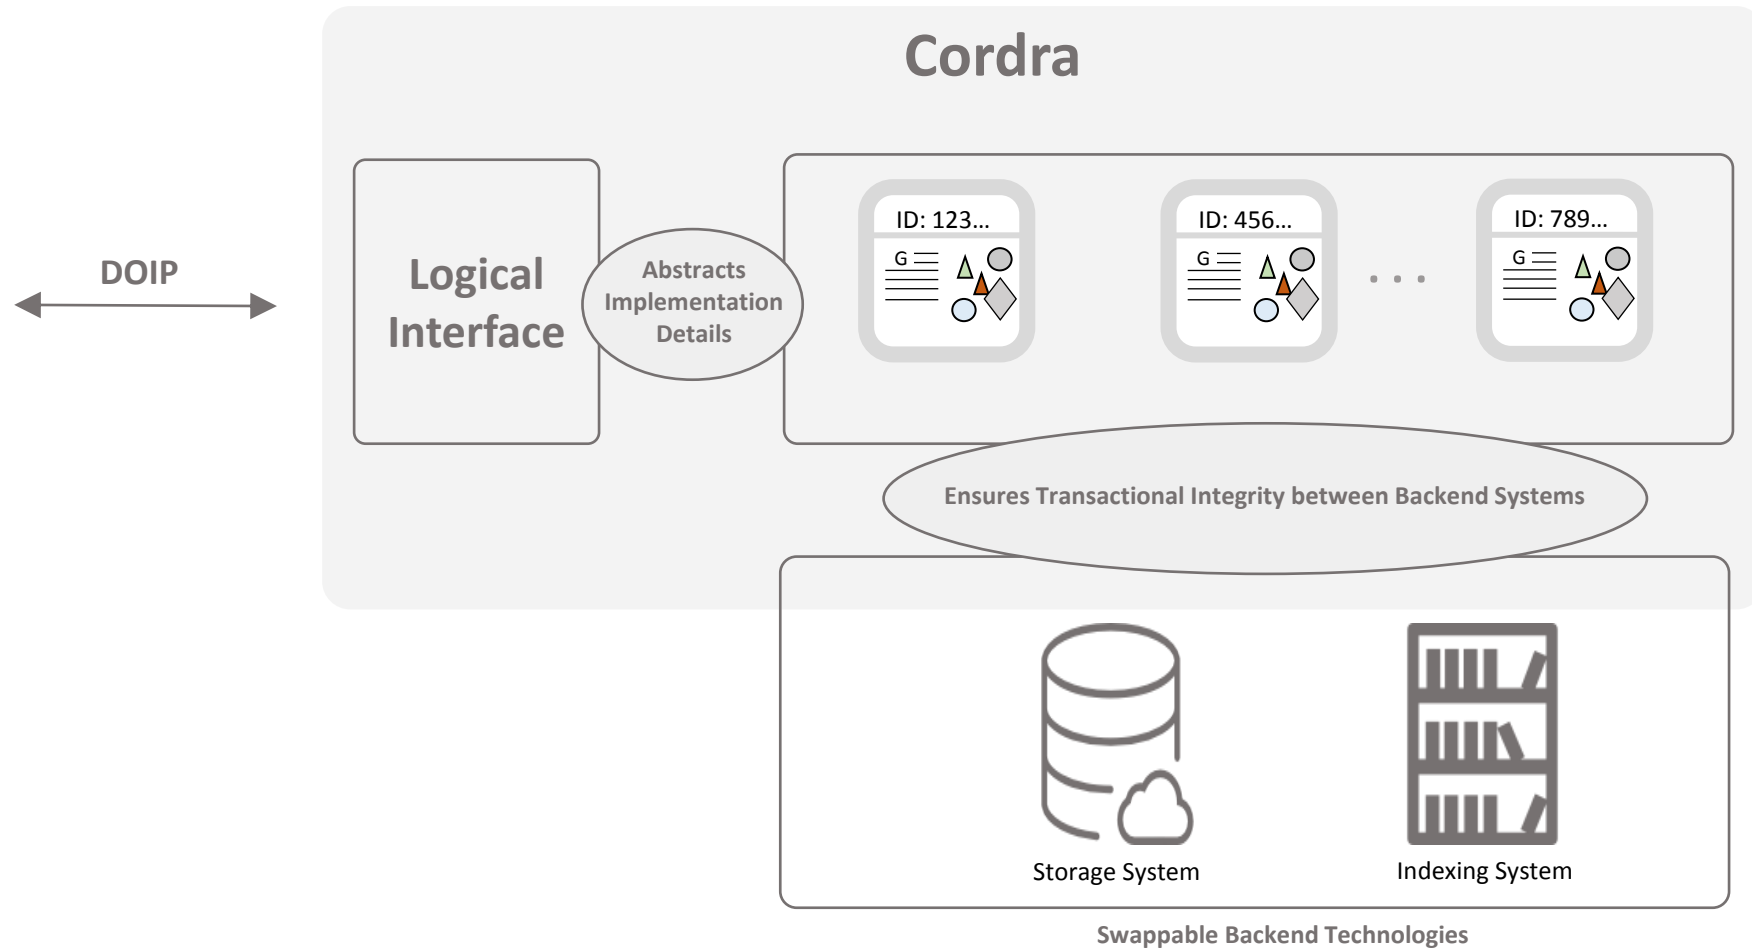 Cordra
DOIP
Logical
Interface
Abstracts
Implementation
Details
ID: 123...
G
ID: 456...
G
. . .
ID: 789...
G
Ensures Transactional Integrity between Backend Systems
Storage System
Indexing System
Swappable Backend Technologies